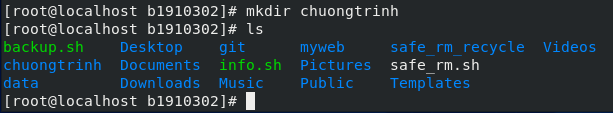 [root@localhost b1910302]# mkdir chuongtrinh
[root@localhost b1910302]# ls
backup.sh    Desktop    git      myweb     safe_rm_recycle  Videos
chuongtrinh  Documents  info.sh  Pictures  safe_rm.sh
data         Downloads  Music    Public    Templates
[root@localhost b1910302]#